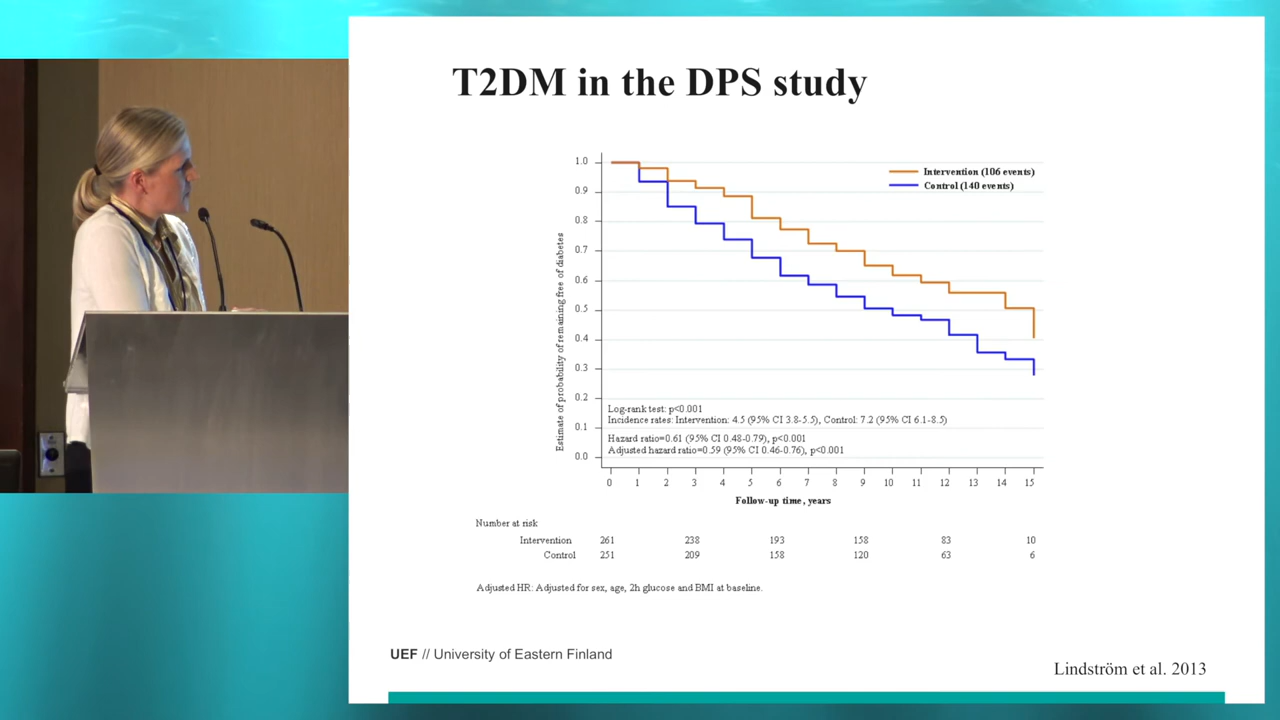 T2DM in the DPS study
1.0
0.9
0.8
0.7
0.6
0.5
0.4
0.3
0.2
0.1
0.0
Estimate of probability of remaining free of diabetes
Intervention (106 events)
Control (140 events)
Log-rank test: p<0.001
Incidence rates: Intervention: 4.5 (95% CI 3.8-5.5), Control: 7.2 (95% CI 6.1-8.5)
Hazard ratio=0.61 (95% CI 0.48-0.79), p<0.001
Adjusted hazard ratio=0.59 (95% CI 0.46-0.76), p<0.001
0 1 2 3 4 5 6 7 8 9 10 11 12 13 14 15
Follow-up time, years
Number at risk
Intervention 261 238 193 158 83 10
Control 251 209 158 120 63 6
Adjusted HR: Adjusted for sex, age, 2h glucose and BMI at baseline.
UEF // University of Eastern Finland
Lindström et al. 2013